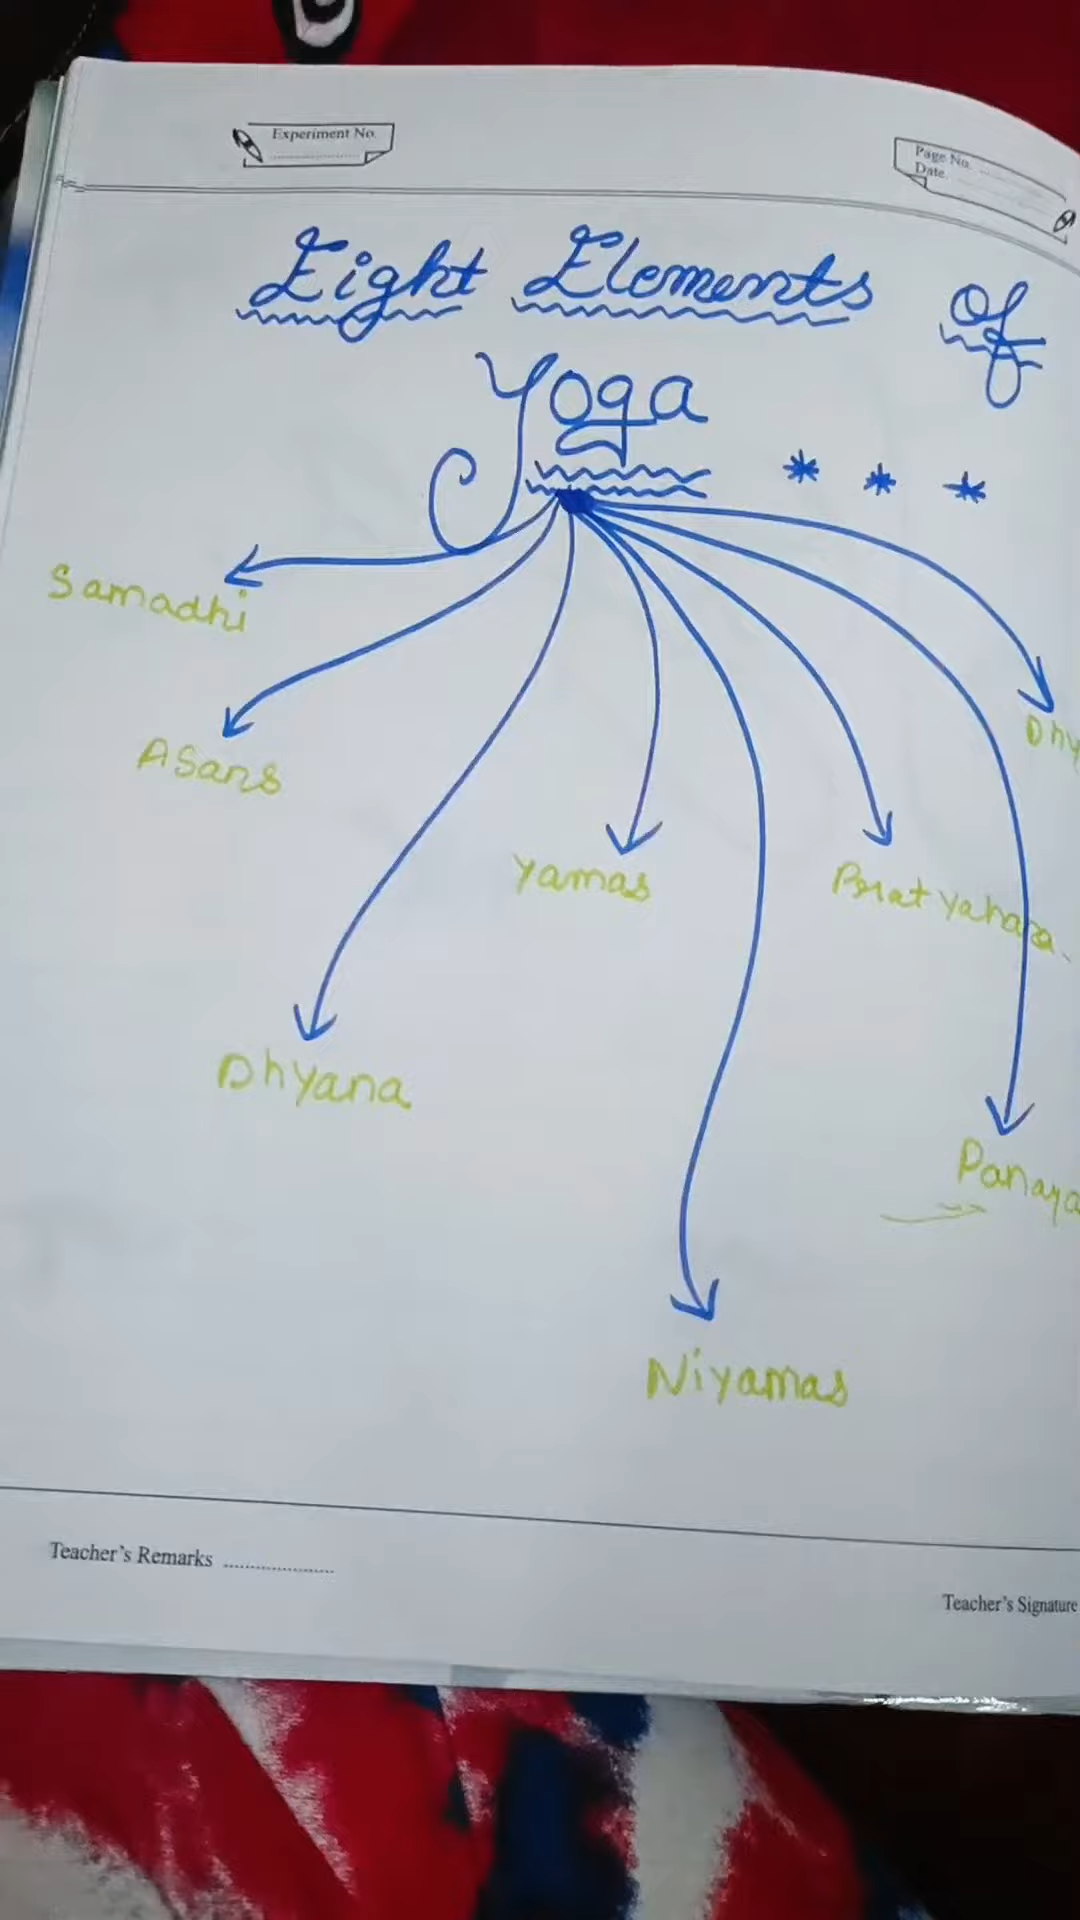 Experiment No.
Page No.
Date
Eight Elements Of
Yoga
* * *
Samadhi
Dhy
Asans
Yamas
Pratyahara.
Dhyana
Panaya
Niyamas
Teacher's Remarks
Teacher's Signature